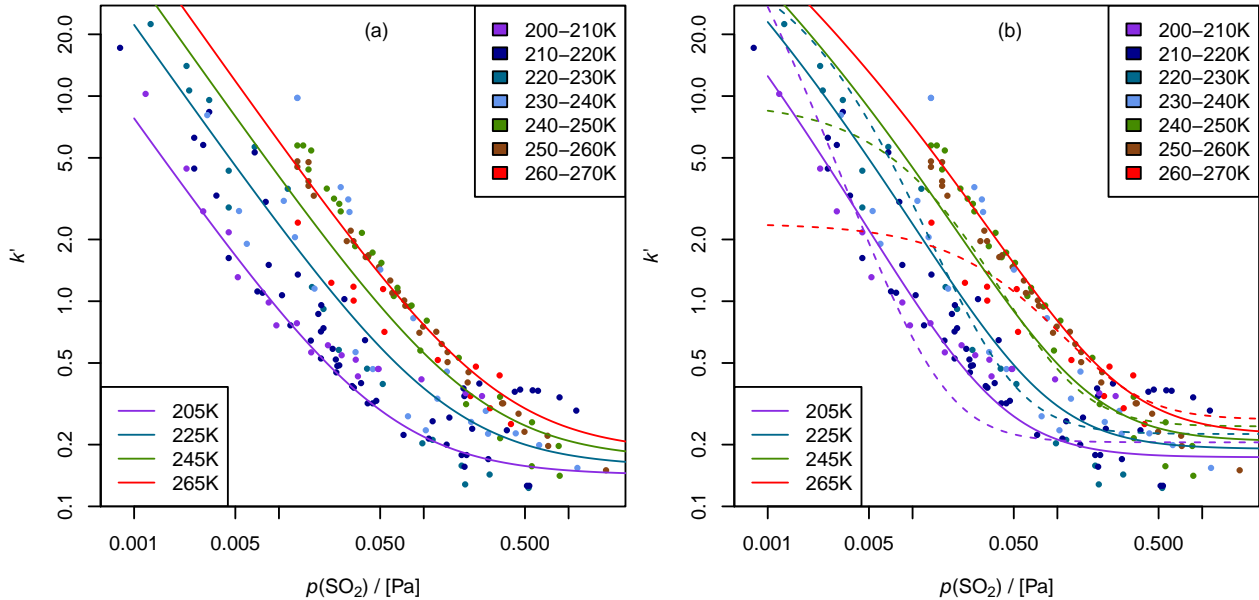 (a)
200−210K
210−220K
220−230K
230−240K
240−250K
250−260K
260−270K
20.0
10.0
5.0
2.0
1.0
0.5
0.2
0.1
k'
205K
225K
245K
265K
0.001
0.005
0.050
0.500
p(SO2) / [Pa]
(b)
200−210K
210−220K
220−230K
230−240K
240−250K
250−260K
260−270K
20.0
10.0
5.0
2.0
1.0
0.5
0.2
0.1
k'
205K
225K
245K
265K
0.001
0.005
0.050
0.500
p(SO2) / [Pa]